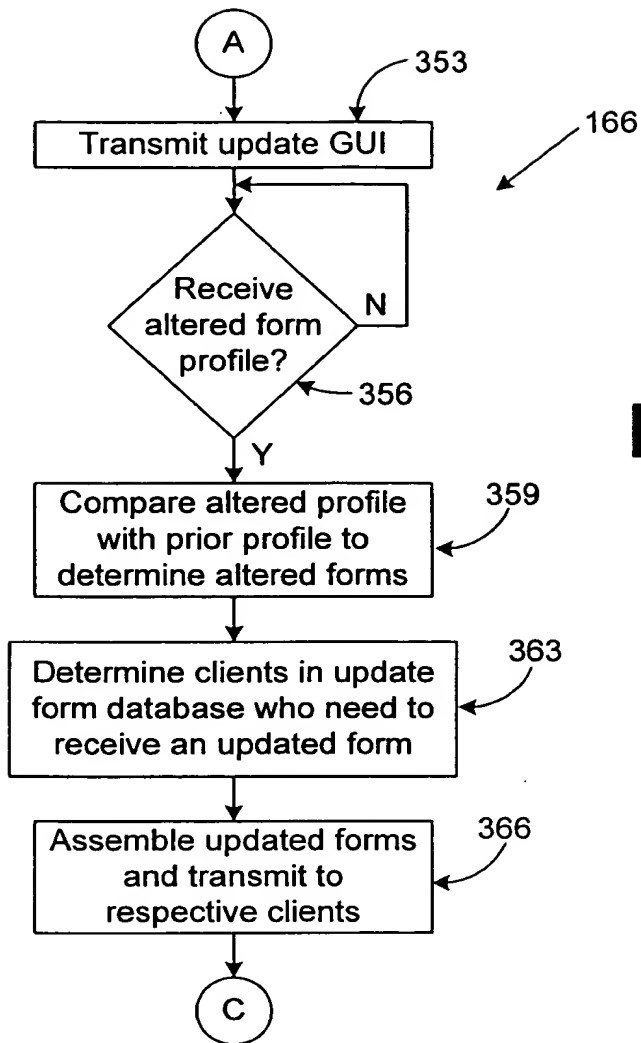 A
353
Transmit update GUI
166
Receive
altered form
profile?
N
356
Y
Compare altered profile
with prior profile to
determine altered forms
359
Determine clients in update
form database who need to
receive an updated form
363
Assemble updated forms
and transmit to
respective clients
366
C